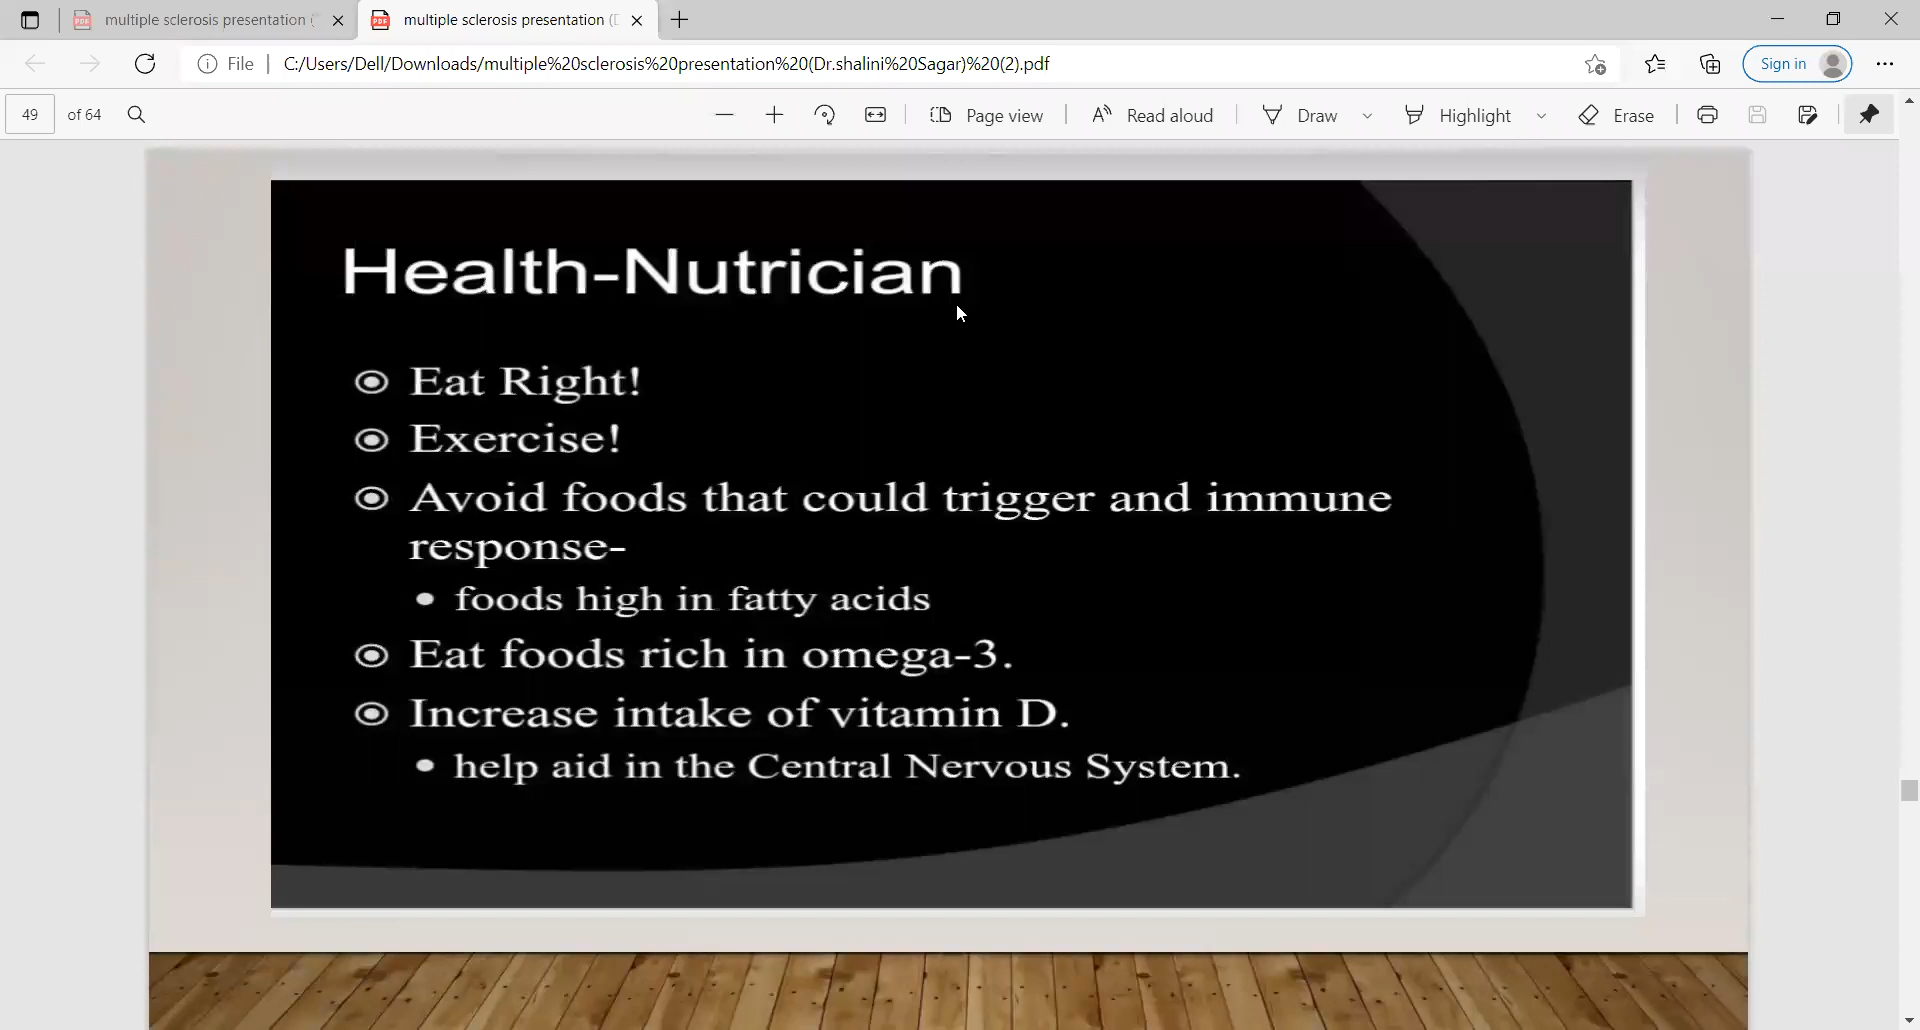 multiple sclerosis presentation
multiple sclerosis presentation (
File
C:/Users/Dell/Downloads/multiple%20sclerosis%20presentation%20(Dr.shalini%20Sagar)%20(2).pdf
Sign in
49 of 64
Page view
Read aloud
Draw
Highlight
Erase
Health-Nutrician
Eat Right!
Exercise!
Avoid foods that could trigger and immune
response-
foods high in fatty acids
Eat foods rich in omega-3.
Increase intake of vitamin D.
help aid in the Central Nervous System.